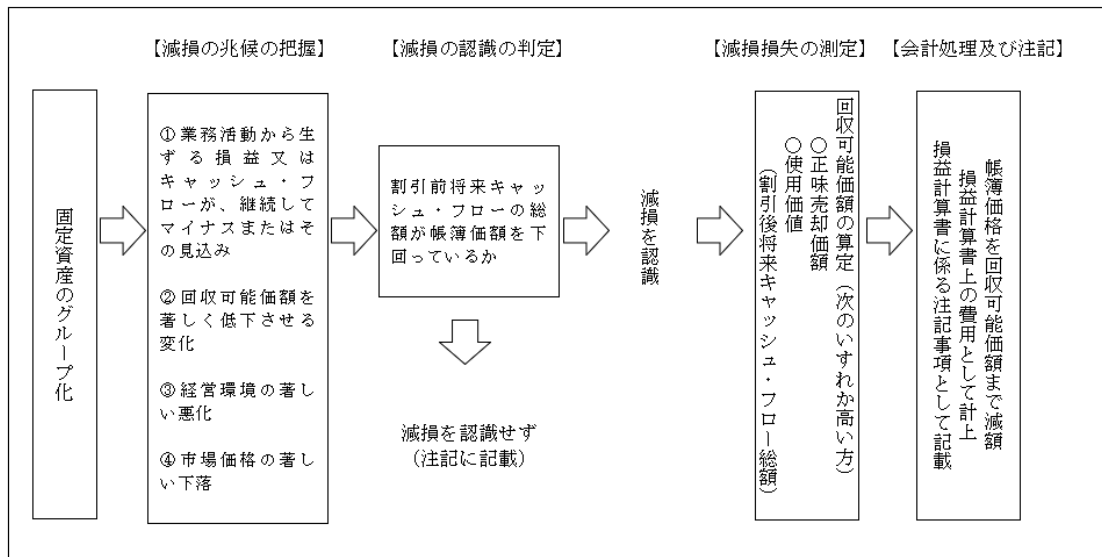 【減損の兆候の把握】
【減損の認識の判定】
【減損損失の測定】
【会計処理及び注記】
固定資産のグループ化
①業務活動から生
ずる損益又は
キャッシュ・フ
ローが、継続して
マイナスまたはそ
の見込み
②回収可能価額を
著しく低下させる
変化
③経営環境の著し
い悪化
④市場価格の著し
い下落
割引前将来キャッ
シュ・フローの総
額が帳簿価額を下
回っているか
減損を認識せず
(注記に記載)
減損を認識
回収可能価額の算定(次のいすれか高い方)
○正味売却価額
○使用価値
(割引後将来キャッシュ・フロー総額)
帳簿価格を回収可能価額まで減額
損益計算書上の費用として計上
損益計算書に係る注記事項として記載